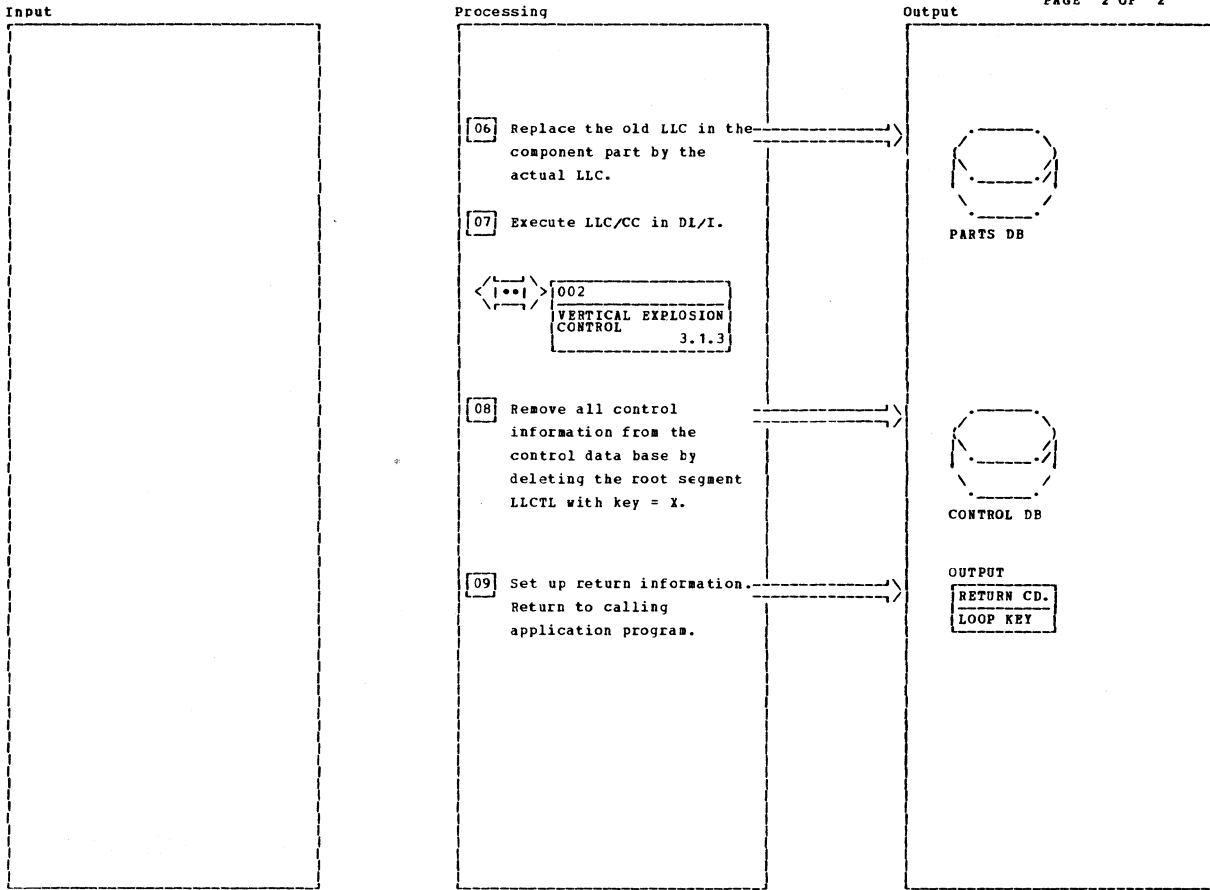 PAGE 2 OF 2
Input
Processing
Output
06 Replace the old LLC in the
component part by the
actual LLC.
PARTS DB
07 Execute LLC/CC in DL/I.
002
VERTICAL EXPLOSION
CONTROL
3.1.3
08 Remove all control
information from the
control data base by
deleting the root segment
LLCTL with key = X.
CONTROL DB
09 Set up return information.
Return to calling
application program.
OUTPUT
RETURN CD.
LOOP KEY